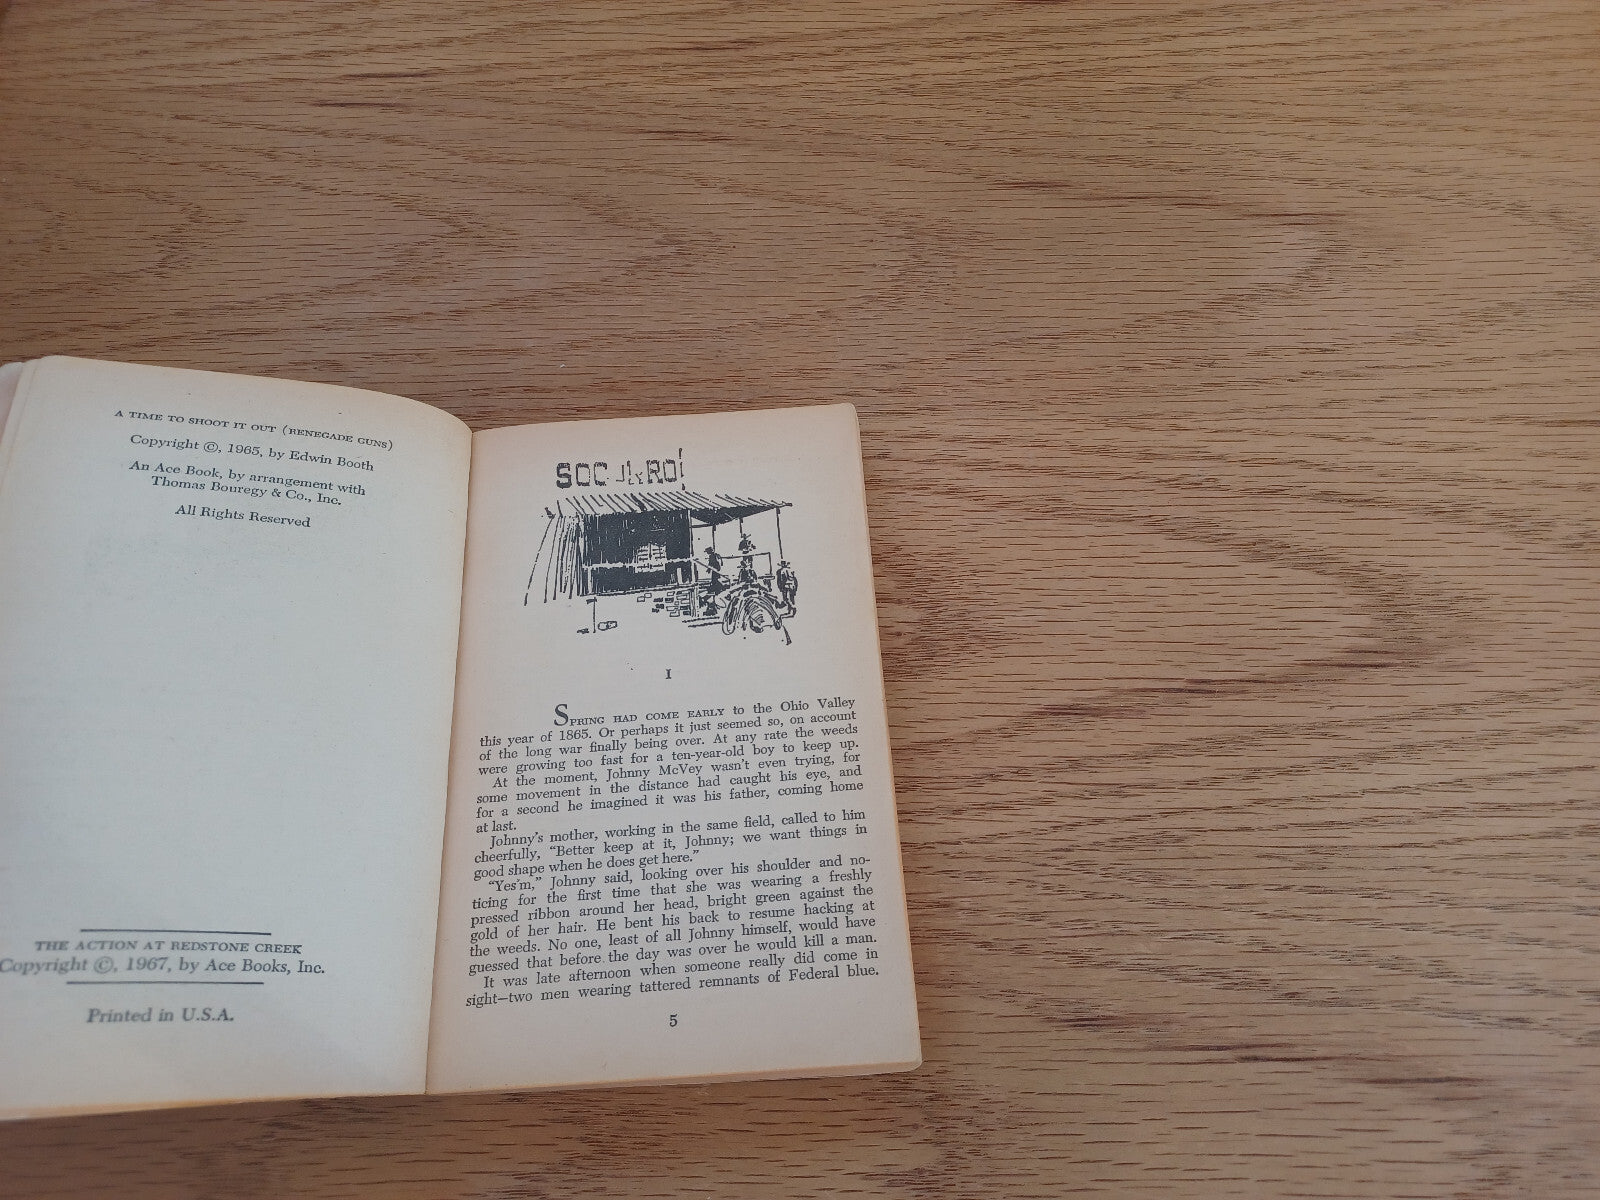 A TIME TO SHOOT IT OUT (RENEGADE GUNS)
Copyright ©, 1965, by Edwin Booth
An Ace Book, by arrangement with
Thomas Bouregy & Co., Inc.
All Rights Reserved
THE ACTION AT REDSTONE CREEK
Copyright ©, 1967, by Ace Books, Inc.
Printed in U.S.A.
I
SPRING HAD COME EARLY to the Ohio Valley
this year of 1865. Or perhaps it just seemed so, on account
of the long war finally being over. At any rate the weeds
were growing too fast for a ten-year-old boy to keep up.
At the moment, Johnny McVey wasn't even trying, for
some movement in the distance had caught his eye, and
for a second he imagined it was his father, coming home
at last.
Johnny's mother, working in the same field, called to him
cheerfully, "Better keep at it, Johnny; we want things in
good shape when he does get here."
"Yes'm," Johnny said, looking over his shoulder and no-
ticing for the first time that she was wearing a freshly
pressed ribbon around her head, bright green against the
gold of her hair. He bent his back to resume hacking at
the weeds. No one, least of all Johnny himself, would have
guessed that before the day was over he would kill a man.
It was late afternoon when someone really did come in
sight—two men wearing tattered remnants of Federal blue.
5